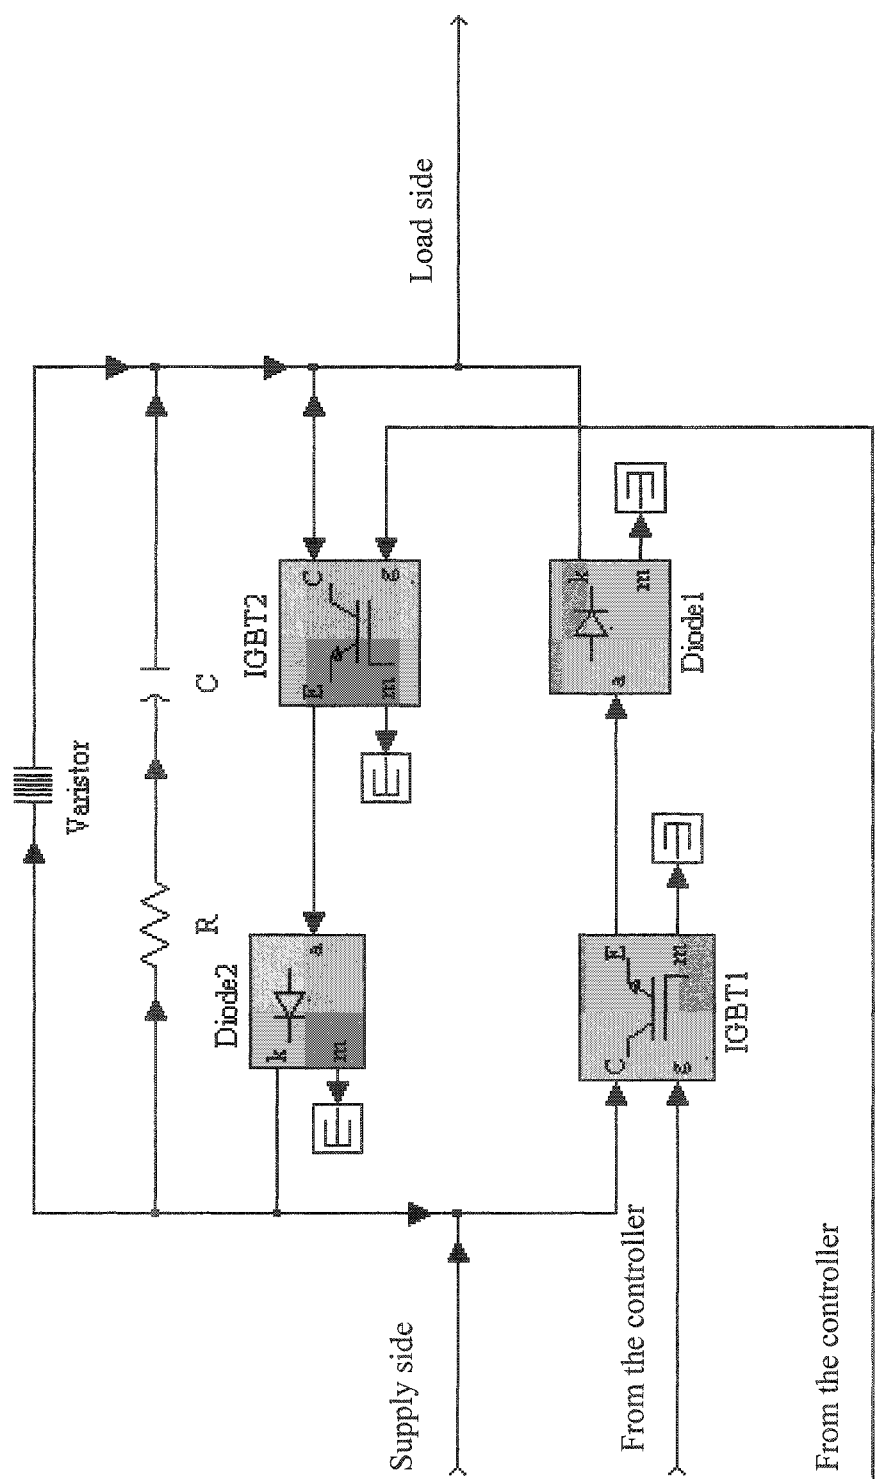 Varistor
R
C
Diode2
k
a
m
IGBT2
E
C
m
g
Supply side
Load side
IGBT1
C
E
g
m
Diode1
a
k
m
From the controller
From the controller